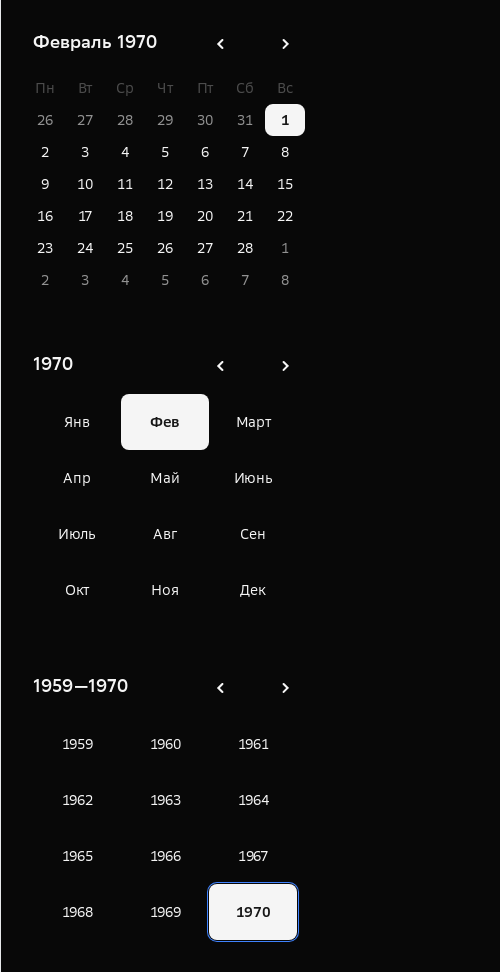 Февраль 1970
Пн Вт Ср Чт Пт Сб Вс
26 27 28 29 30 31 1
2 3 4 5 6 7 8
9 10 11 12 13 14 15
16 17 18 19 20 21 22
23 24 25 26 27 28 1
2 3 4 5 6 7 8
1970
Янв Фев Март
Апр Май Июнь
Июль Авг Сен
Окт Ноя Дек
1959—1970
1959 1960 1961
1962 1963 1964
1965 1966 1967
1968 1969 1970